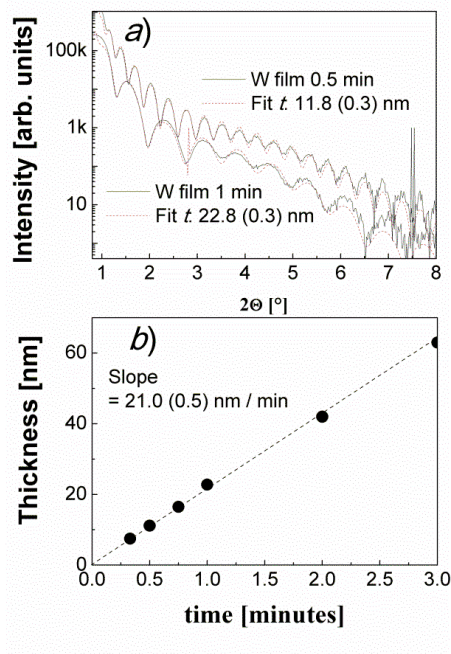 a)
100k
1k
10
Intensity [arb. units]
W film 0.5 min
Fit t: 11.8 (0.3) nm
W film 1 min
Fit t: 22.8 (0.3) nm
1 2 3 4 5 6 7 8
2Θ [°]
b)
60
40
20
0
Thickness [nm]
Slope
= 21.0 (0.5) nm / min
0.0 0.5 1.0 1.5 2.0 2.5 3.0
time [minutes]